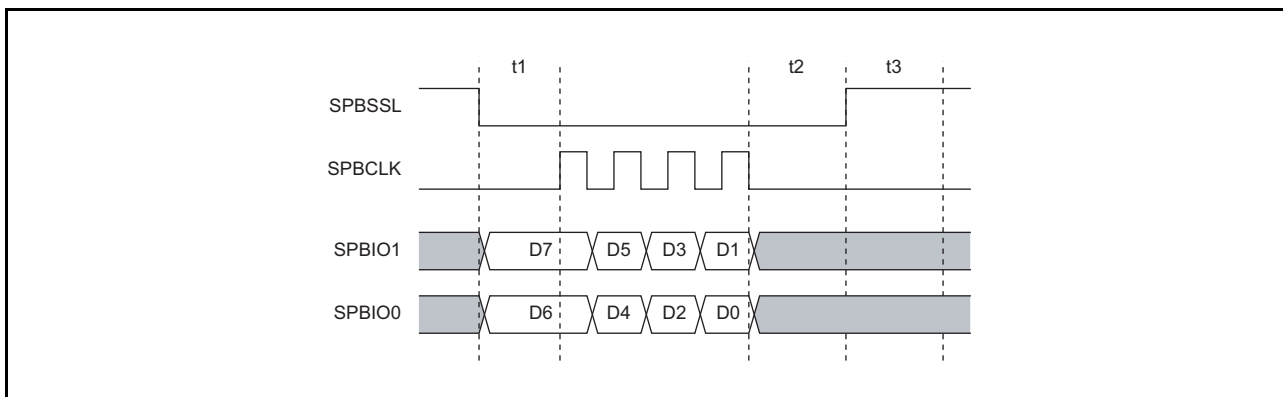 t1 t2 t3
SPBSSL
SPBCLK
SPBIO1 D7 D5 D3 D1
SPBIO0 D6 D4 D2 D0